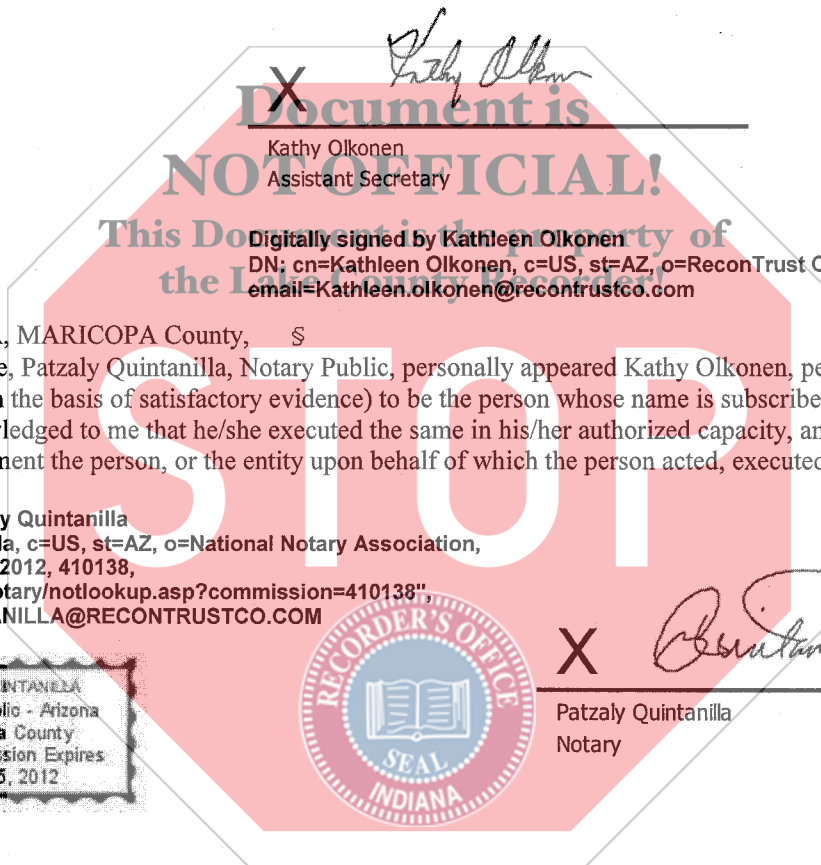 X Kathy Olkonen
Document is
Kathy Olkonen
NOT OFFICIAL!
Assistant Secretary
This Document is the property of
Digitally signed by Kathleen Olkonen
DN: cn=Kathleen Olkonen, c=US, st=AZ, o=ReconTrust C
the Lake County Recorder!
email=Kathleen.olkonen@recontrustco.com
, MARICOPA County, §
e, Patzaly Quintanilla, Notary Public, personally appeared Kathy Olkonen, pe
n the basis of satisfactory evidence) to be the person whose name is subscribe
ledged to me that he/she executed the same in his/her authorized capacity, an
ment the person, or the entity upon behalf of which the person acted, executed
STOP
y Quintanilla
la, c=US, st=AZ, o=National Notary Association,
2012, 410138,
otary/notlookup.asp?commission=410138",
ANILLA@RECONTRUSTCO.COM
RECORDER'S OFFICE
SEAL
INDIANA
X
INTANILLA
lic - Arizona
a County
ssion Expires
5, 2012
Patzaly Quintanilla
Notary